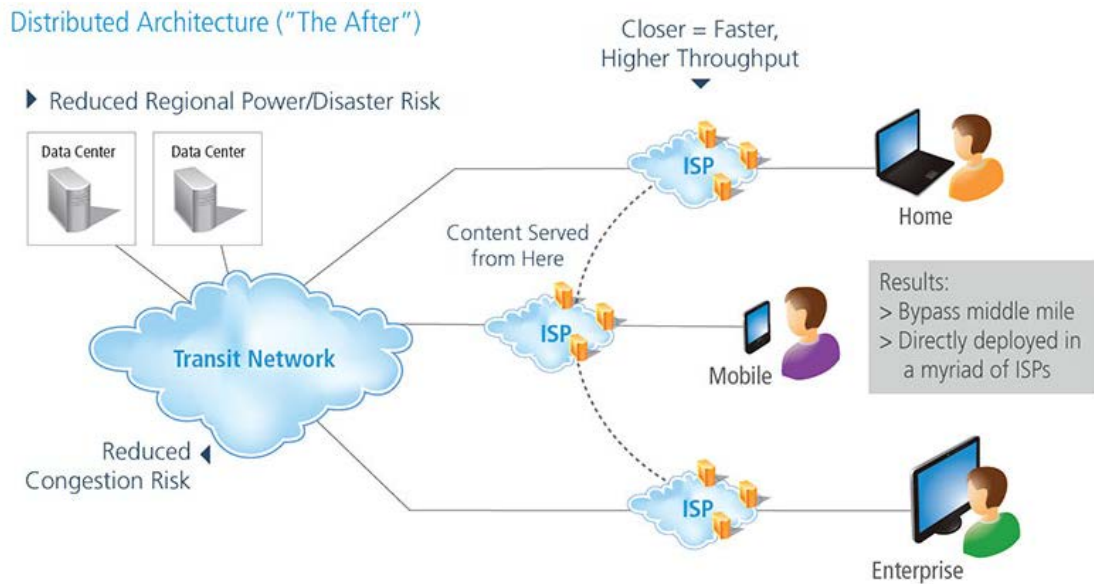 Distributed Architecture ("The After")
Closer = Faster,
Higher Throughput
Reduced Regional Power/Disaster Risk
Data Center
Data Center
ISP
Home
Content Served
from Here
Results:
> Bypass middle mile
> Directly deployed in
a myriad of ISPs
ISP
Transit Network
Mobile
Reduced
Congestion Risk
ISP
Enterprise